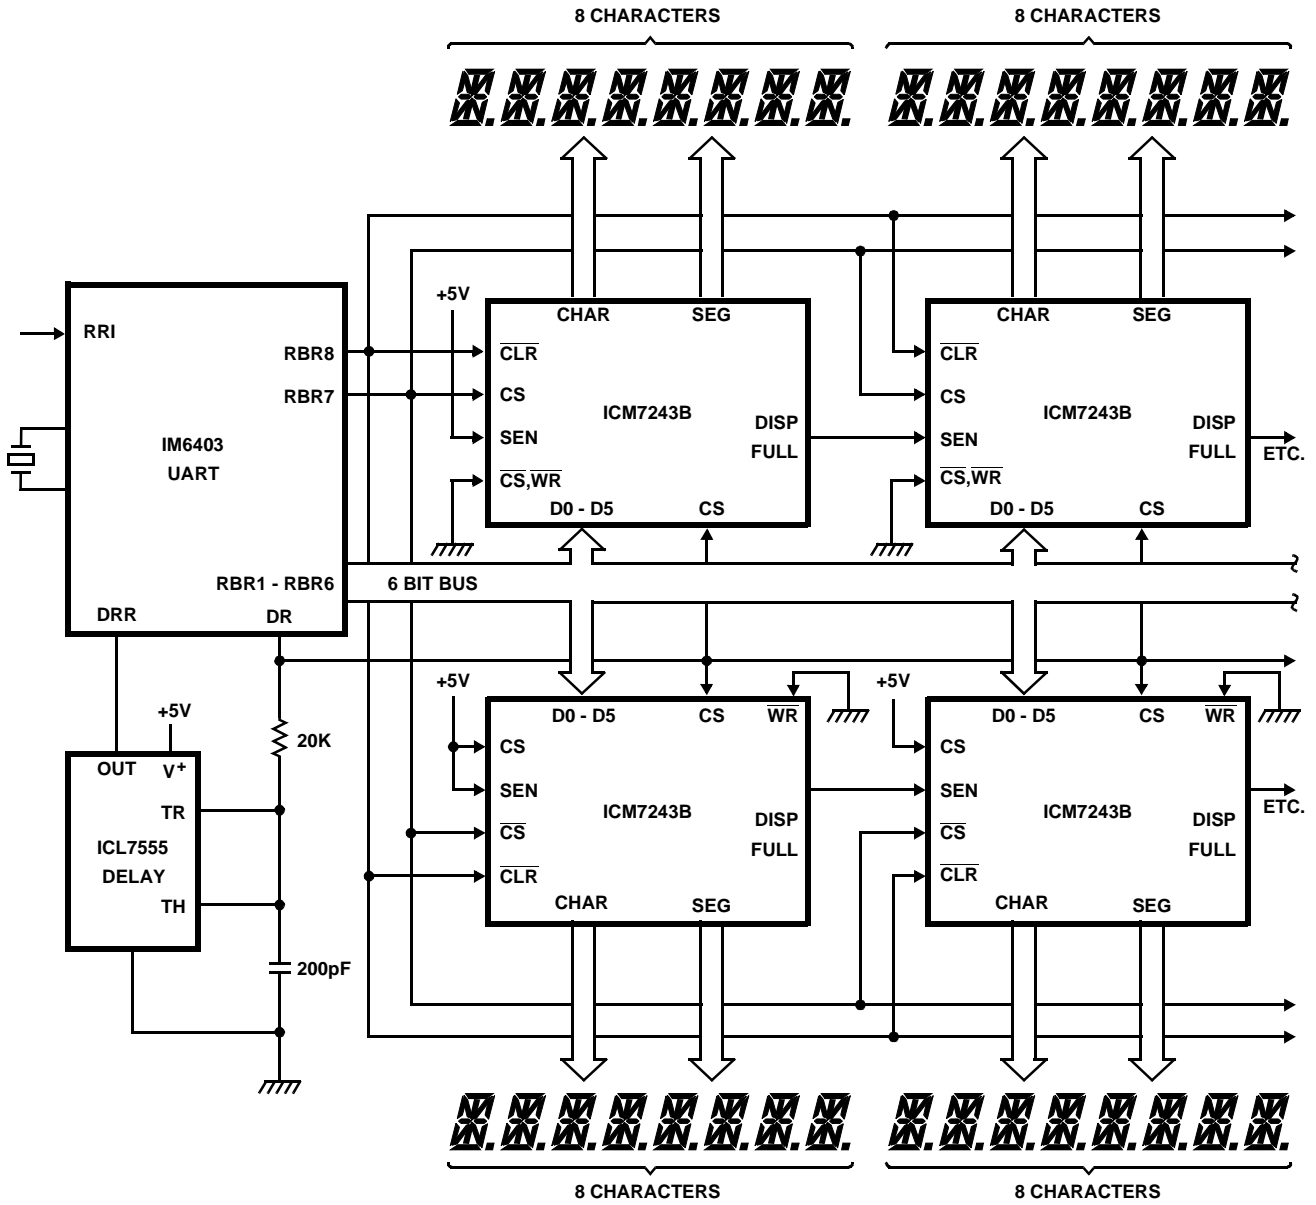 8 CHARACTERS
8 CHARACTERS
RRI
RBR8
RBR7
IM6403
UART
RBR1 - RBR6
DRR
DR
6 BIT BUS
+5V
CHAR
SEG
CLR
CS
SEN
CS,WR
ICM7243B
DISP
FULL
D0 - D5
CS
CHAR
SEG
CLR
CS
SEN
CS,WR
ICM7243B
DISP
FULL
D0 - D5
CS
ETC.
+5V
OUT
V+
TR
ICL7555
DELAY
TH
20K
200pF
+5V
D0 - D5
CS
WR
CS
SEN
CS
CLR
ICM7243B
DISP
FULL
CHAR
SEG
+5V
D0 - D5
CS
WR
CS
SEN
CS
CLR
ICM7243B
DISP
FULL
CHAR
SEG
ETC.
8 CHARACTERS
8 CHARACTERS